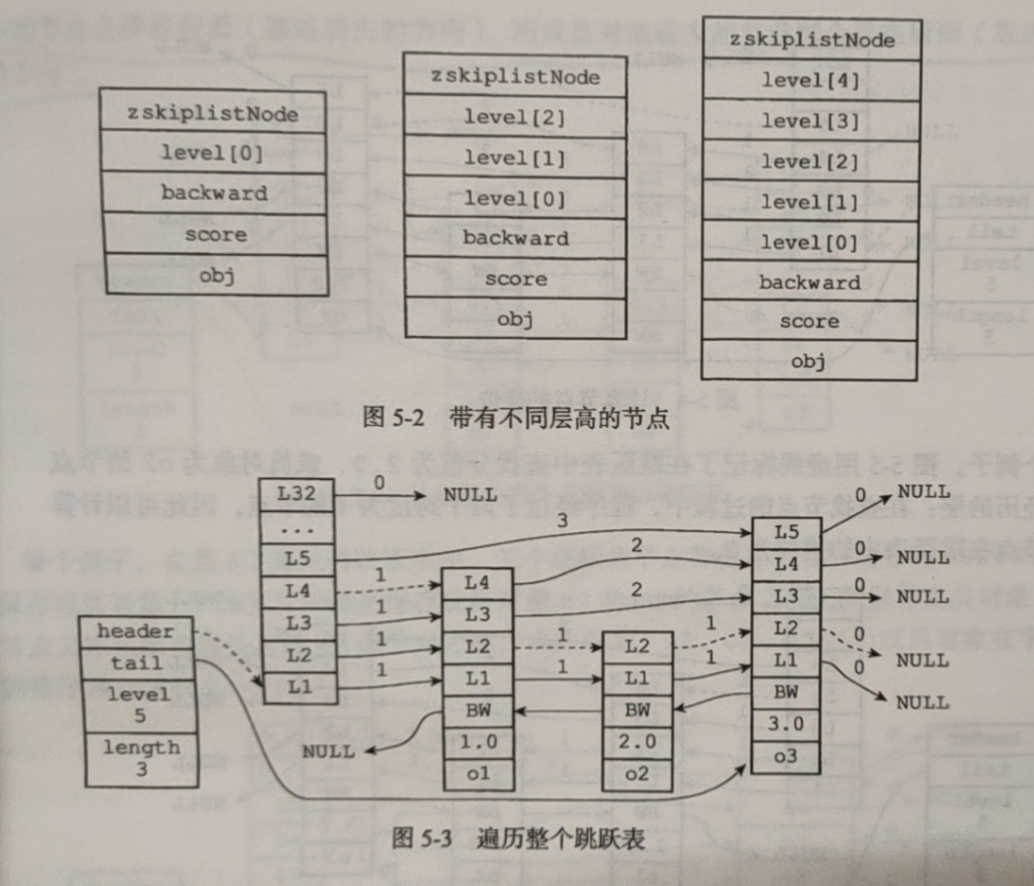 zskiplistNode
level[0]
backward
score
obj
zskiplistNode
level[2]
level[1]
level[0]
backward
score
obj
zskiplistNode
level[4]
level[3]
level[2]
level[1]
level[0]
backward
score
obj
图 5-2 带有不同层高的节点
header
tail
level
5
length
3
L32
...
L5
L4
L3
L2
L1
0
NULL
3
1
1
1
1
L4
L3
L2
L1
BW
1.0
o1
NULL
2
2
1
L2
L1
BW
2.0
o2
1
1
L5
L4
L3
L2
L1
BW
3.0
o3
0
NULL
0
NULL
0
NULL
0
NULL
0
NULL
图 5-3 遍历整个跳跃表